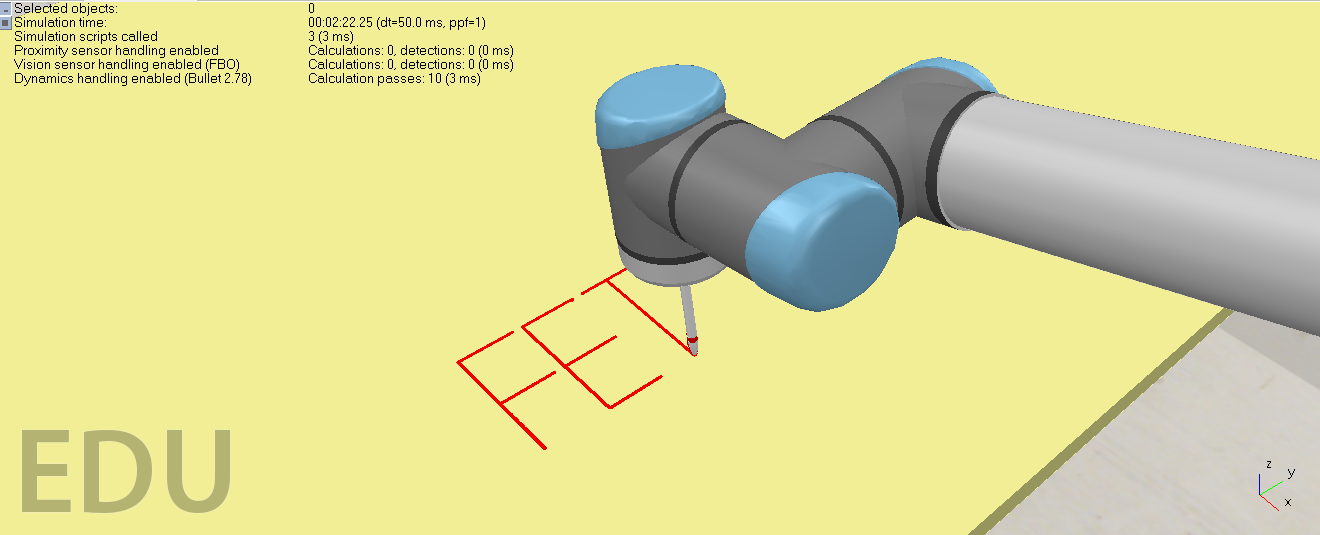 Selected objects: 0
Simulation time: 00:02:22.25 (dt=50.0 ms, ppf=1)
Simulation scripts called 3 (3 ms)
Proximity sensor handling enabled Calculations: 0, detections: 0 (0 ms)
Vision sensor handling enabled (FBO) Calculations: 0, detections: 0 (0 ms)
Dynamics handling enabled (Bullet 2.78) Calculation passes: 10 (3 ms)
FET
EDU
z
y
x